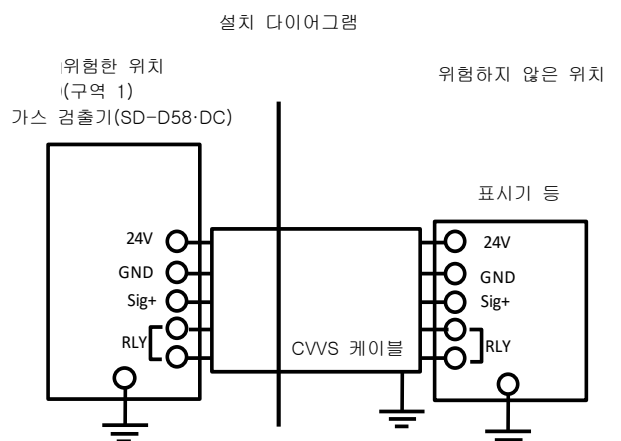 설치 다이어그램
위험한 위치
(구역 1)
가스 검출기(SD-D58·DC)
위험하지 않은 위치
표시기 등
24V
GND
Sig+
RLY
CVVS 케이블
24V
GND
Sig+
RLY